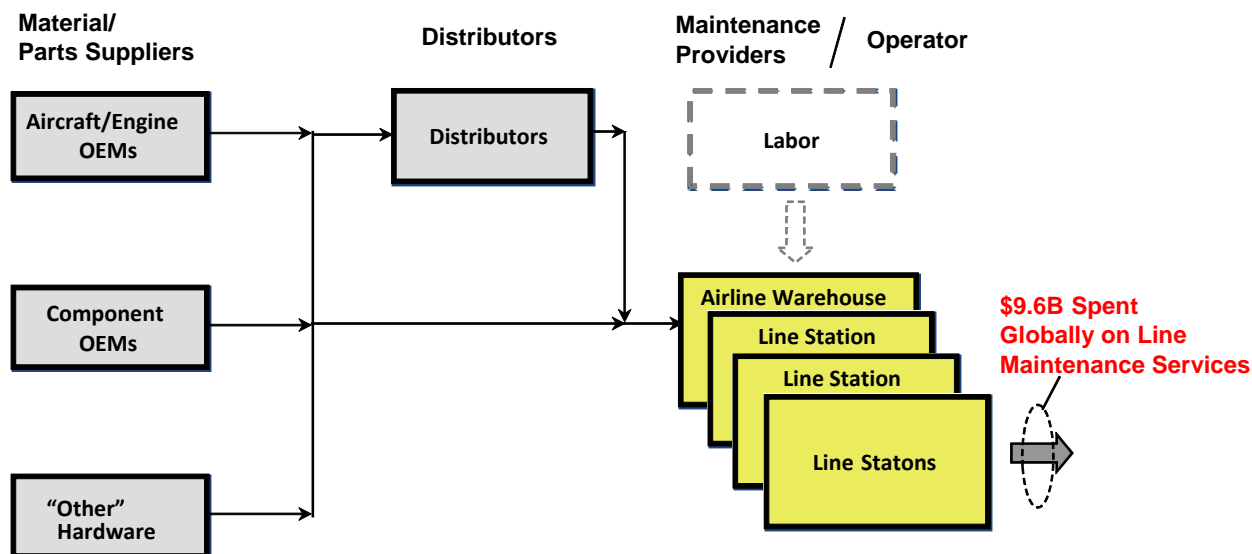 Material/
Parts Suppliers
Distributors
Maintenance
Providers
/
Operator
Aircraft/Engine
OEMs
Distributors
Labor
Component
OEMs
Airline Warehouse
Line Station
Line Station
Line Statons
$9.6B Spent
Globally on Line
Maintenance Services
“Other”
Hardware